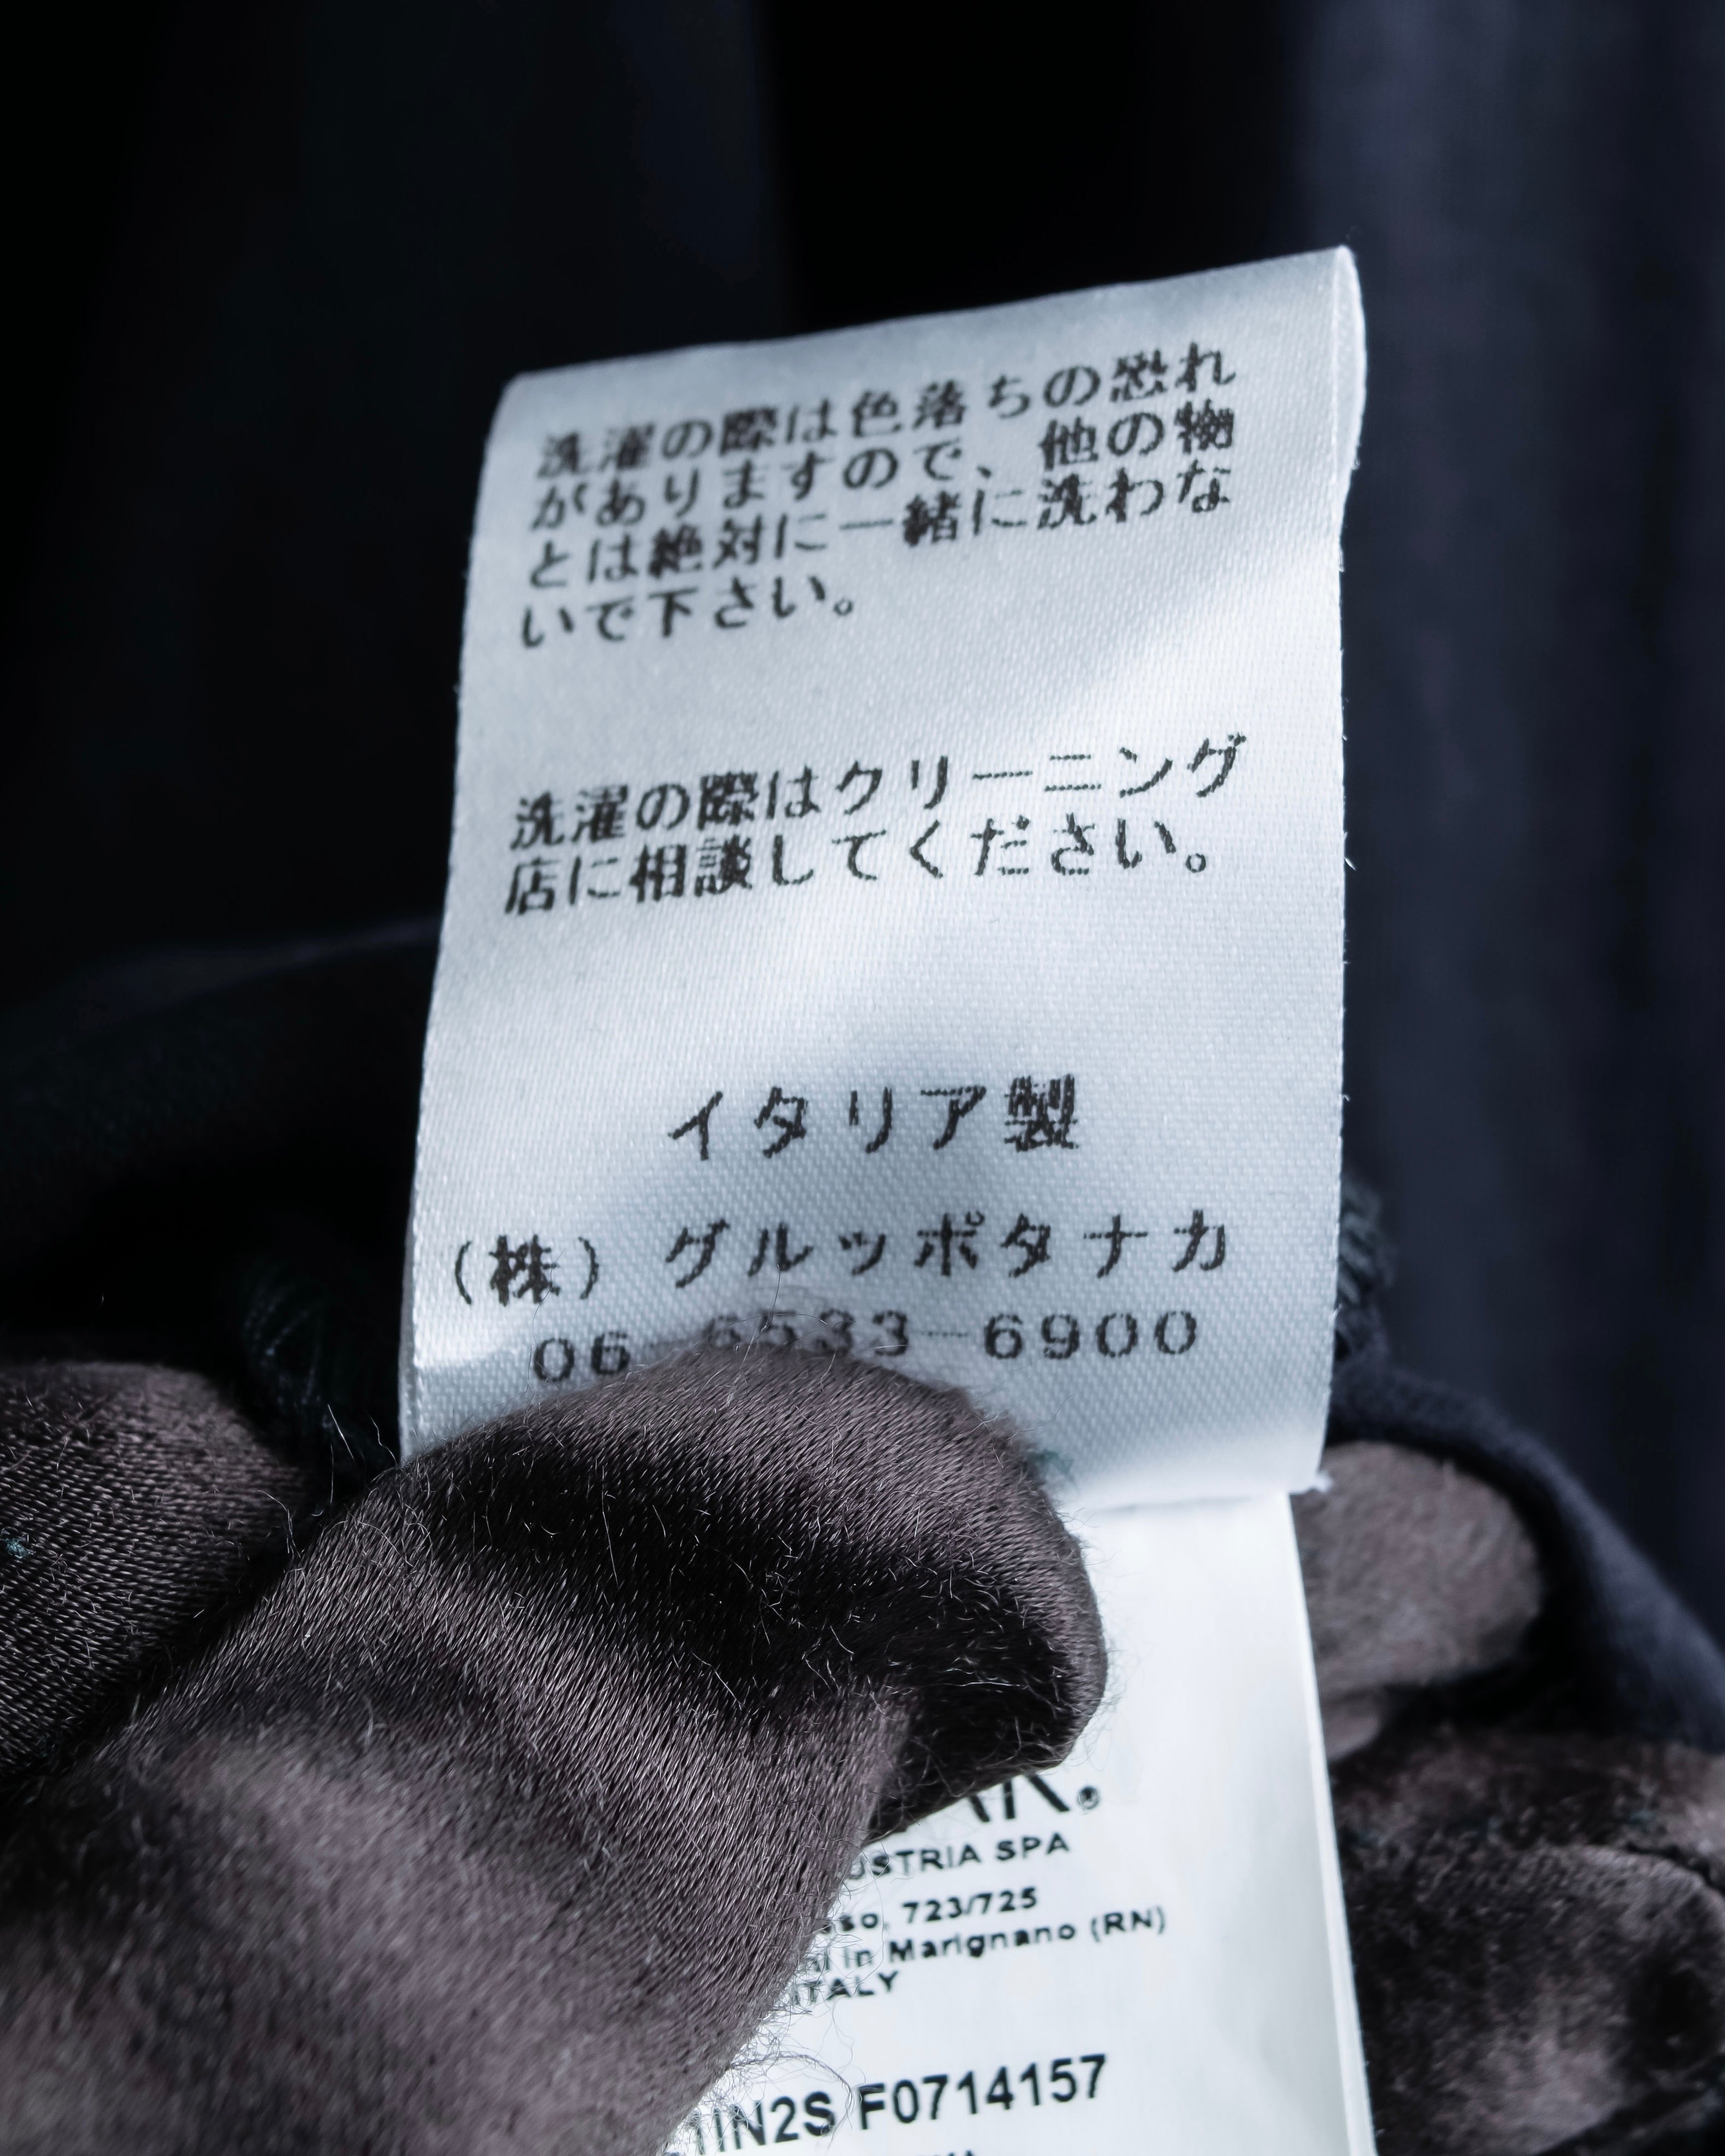 洗濯の際は色落ちの恐れ
がありますので、他の物
とは絶対に一緒に洗わな
いで下さい。
洗濯の際はクリーニング
店に相談してください。
イタリア製
（株）グルッポタナカ
06 6533-6900
SPA
723/725
in Marignano (RN)
ITALY
F0714157